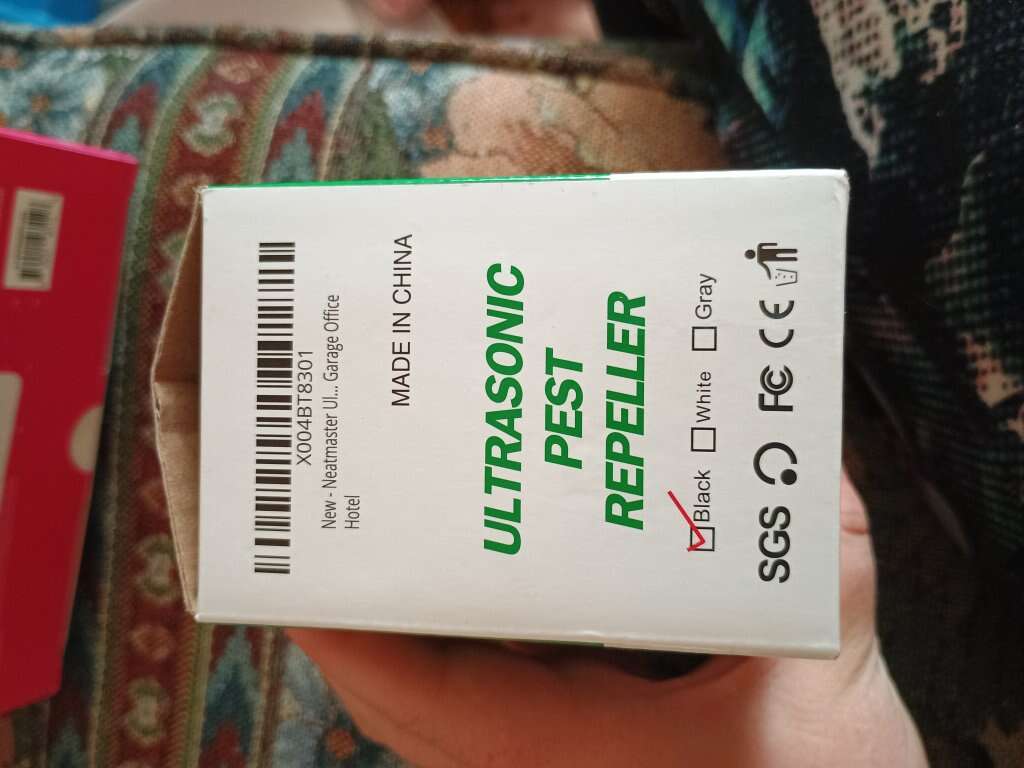 X004BT8301
New - Neatmaster Ul... Garage Office
Hotel
MADE IN CHINA
ULTRASONIC
PEST
REPELLER
Black White Gray
SGS FC CE